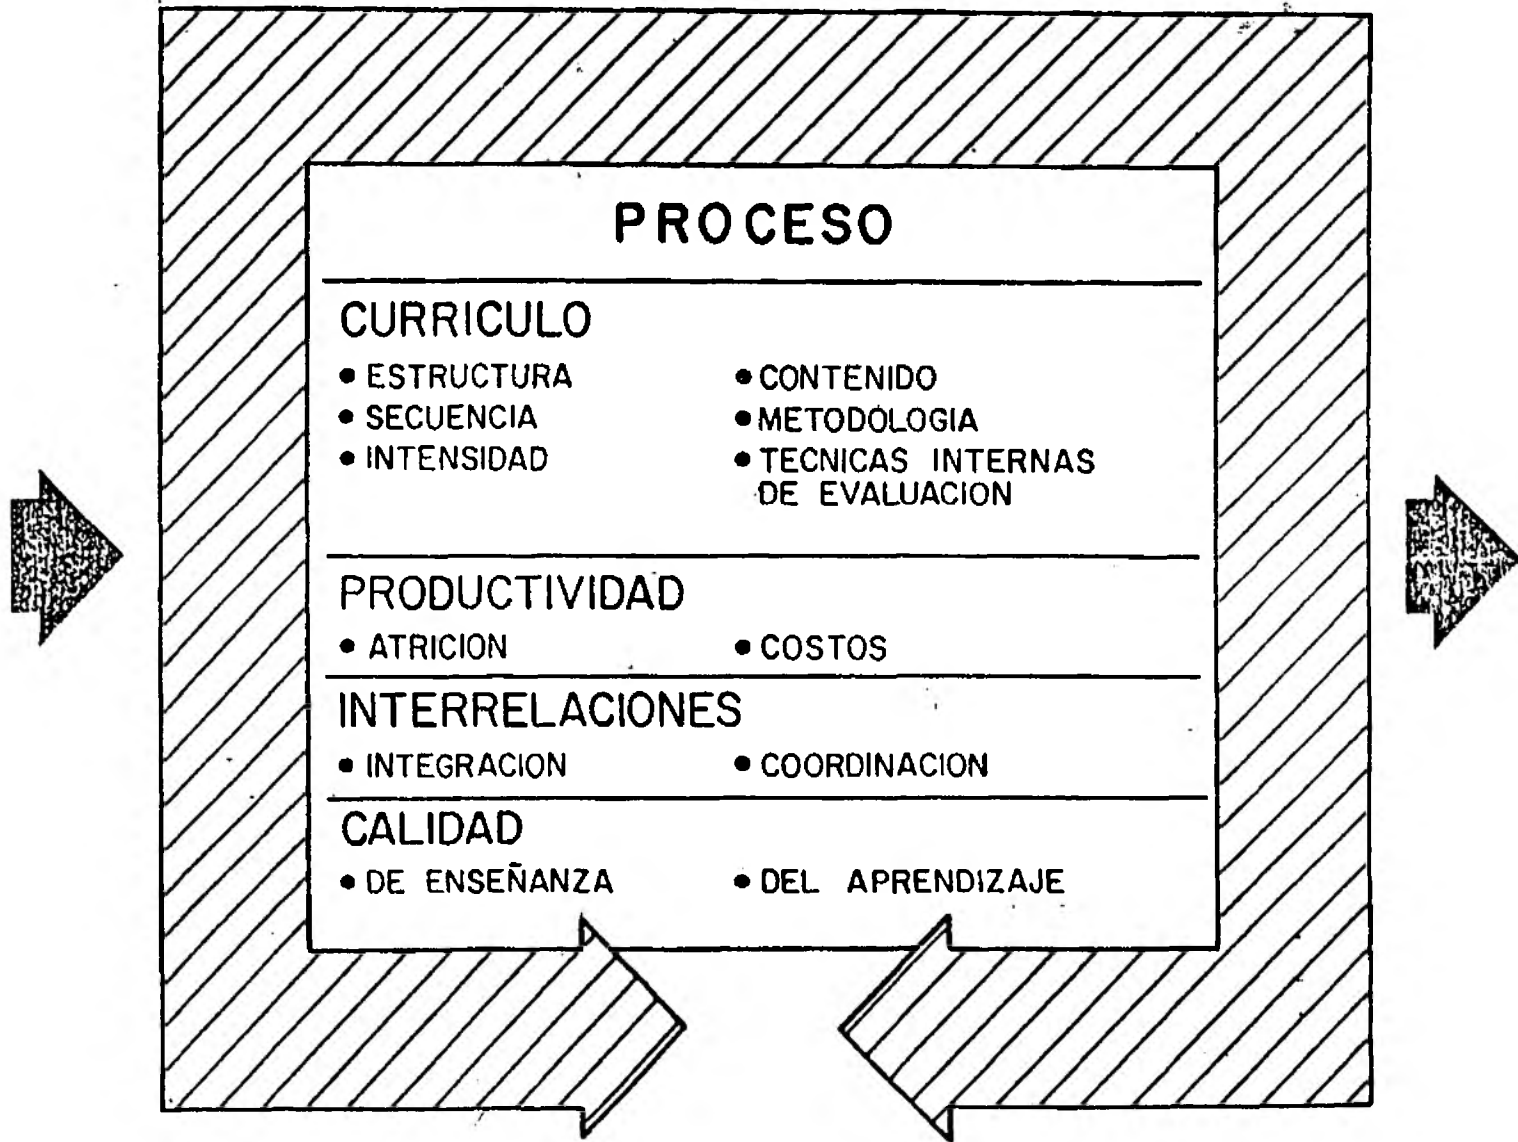 PROCESO
CURRICULO
• ESTRUCTURA
• SECUENCIA
• INTENSIDAD
• CONTENIDO
• METODOLOGIA
• TECNICAS INTERNAS
DE EVALUACION
PRODUCTIVIDAD
• ATRICION
• COSTOS
INTERRELACIONES
• INTEGRACION
• COORDINACION
CALIDAD
• DE ENSEÑANZA
• DEL APRENDIZAJE